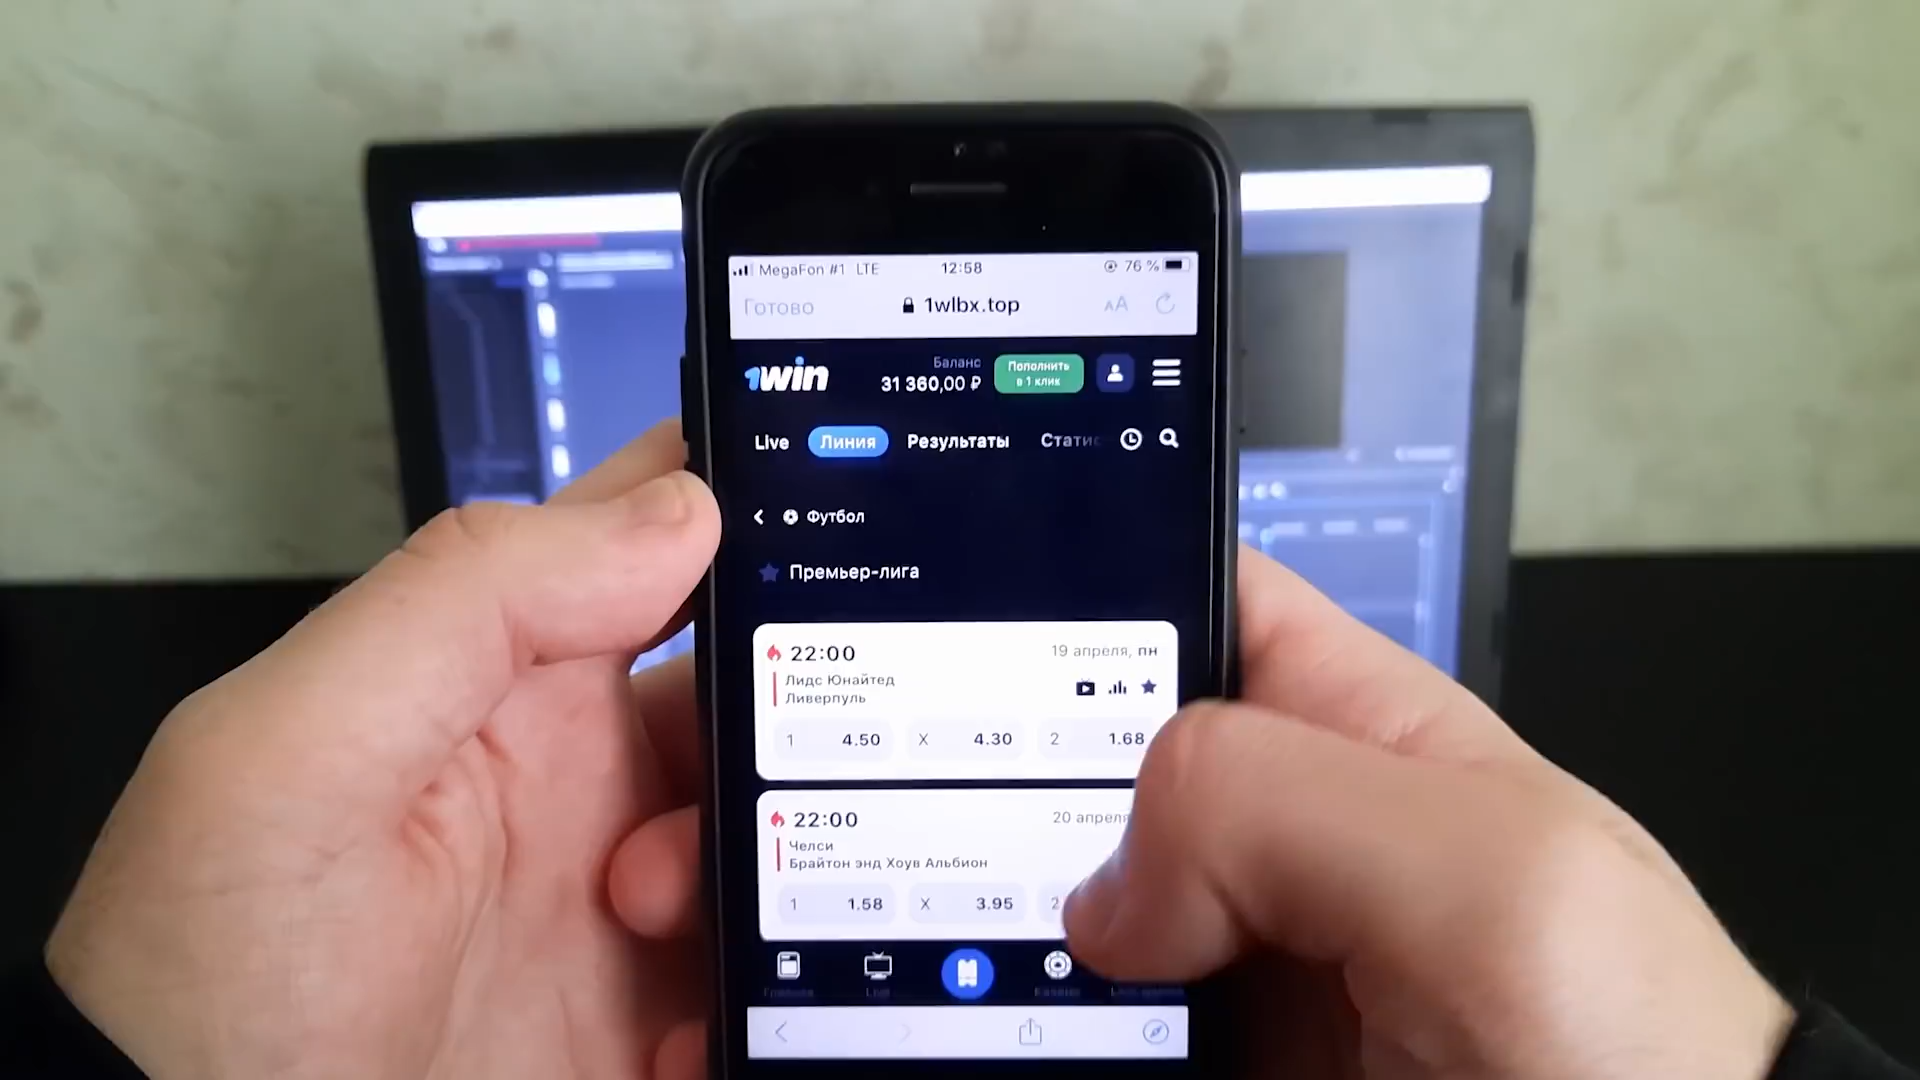 MegaFon #1 LTE 12:58 76 %
Готово 1wlbx.top AA
1win Баланс 31 360,00 ₽ Пополнить в 1 клик
Live Линия Результаты Статис
Футбол
Премьер-лига
22:00 19 апреля, пн
Лидс Юнайтед
Ливерпуль
1 4.50 X 4.30 2 1.68
22:00 20 апреля
Челси
Брайтон энд Хоув Альбион
1 1.58 X 3.95 2